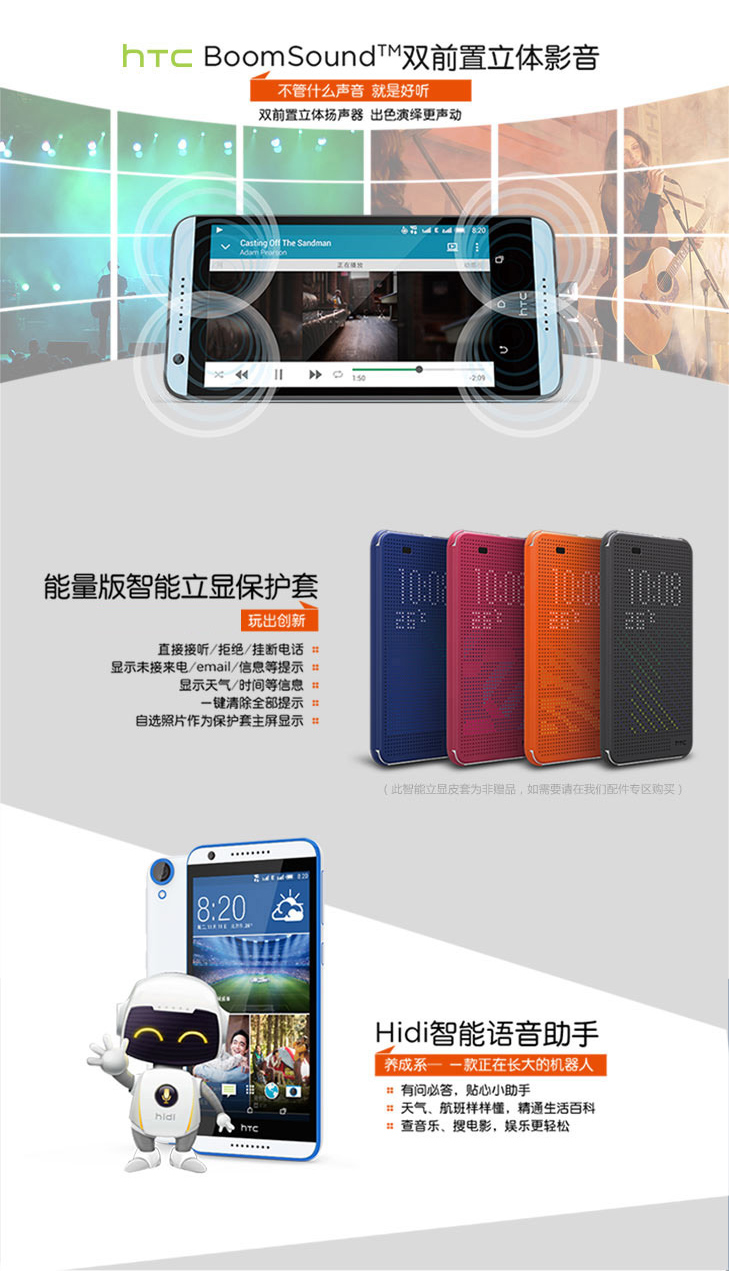 hTC BoomSound™双前置立体影音
不管什么声音 就是好听
双前置立体扬声器 出色演绎更声动
8:20
Casting Off The Sandman
Adam Pearson
正在播放
hTC
1:50
-2:09
能量版智能立显保护套
玩出创新
直接接听/拒绝/挂断电话
显示未接来电/email/信息等提示
显示天气/时间等信息
一键清除全部提示
自选照片作为保护套主屏显示
10:08
10:08
10:08
10:08
hTC
（此智能立显皮套为非赠品，如需要请在我们配件专区购买）
8:20
8:20
hTC
hidi
Hidi智能语音助手
养成系— 一款正在长大的机器人
有问必答，贴心小助手
天气、航班样样懂，精通生活百科
查音乐、搜电影，娱乐更轻松